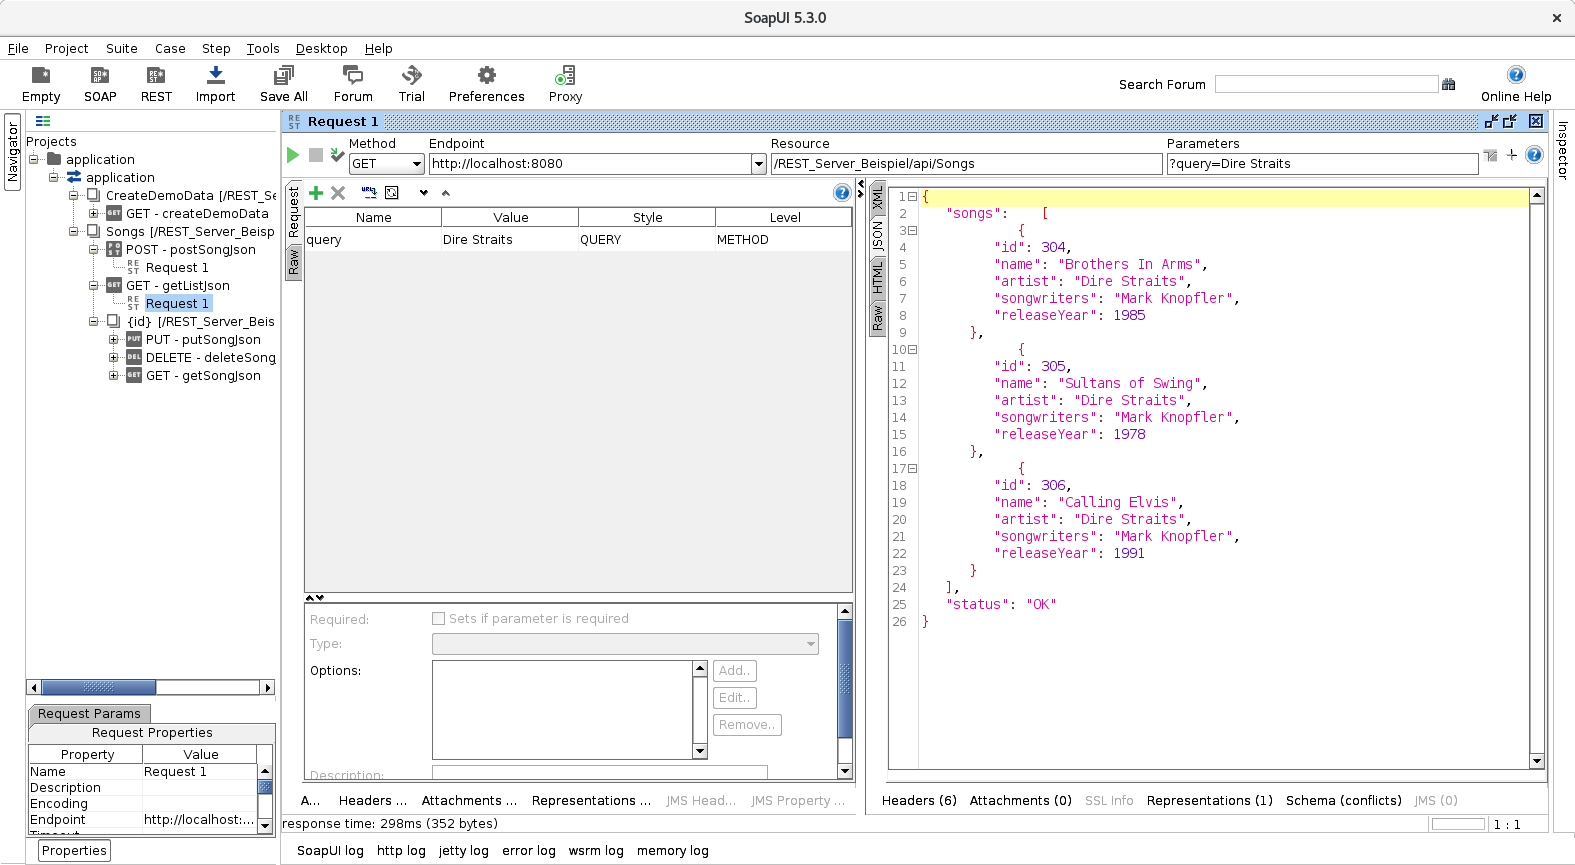 SoapUI 5.3.0
File Project Suite Case Step Tools Desktop Help
Empty SOAP REST Import Save All Forum Trial Preferences Proxy Search Forum Online Help
Navigator
Projects
application
application
CreateDemoData [/REST_Se
GET - createDemoData
Songs [/REST_Server_Beisp
POST - postSongJson
Request 1
GET - getListJson
Request 1
{id} [/REST_Server_Beis
PUT - putSongJson
DELETE - deleteSong
GET - getSongJson
Request Params
Request Properties
Property Value
Name Request 1
Description
Encoding
Endpoint http://localhost:...
Properties
Request 1
Method Endpoint Resource Parameters
GET http://localhost:8080 /REST_Server_Beispiel/api/Songs ?query=Dire Straits
Request
Raw
Name Value Style Level
query Dire Straits QUERY METHOD
Required: Sets if parameter is required
Type:
Options: Add..
Edit..
Remove..
Description:
A... Headers ... Attachments ... Representations ... JMS Head... JMS Property ...
XML
JSON
HTML
Raw
1 {
2 "songs": [
3 {
4 "id": 304,
5 "name": "Brothers In Arms",
6 "artist": "Dire Straits",
7 "songwriters": "Mark Knopfler",
8 "releaseYear": 1985
9 },
10 {
11 "id": 305,
12 "name": "Sultans of Swing",
13 "artist": "Dire Straits",
14 "songwriters": "Mark Knopfler",
15 "releaseYear": 1978
16 },
17 {
18 "id": 306,
19 "name": "Calling Elvis",
20 "artist": "Dire Straits",
21 "songwriters": "Mark Knopfler",
22 "releaseYear": 1991
23 }
24 ],
25 "status": "OK"
26 }
Headers (6) Attachments (0) SSL Info Representations (1) Schema (conflicts) JMS (0)
Inspector
response time: 298ms (352 bytes) 1 : 1
SoapUI log http log jetty log error log wsrm log memory log